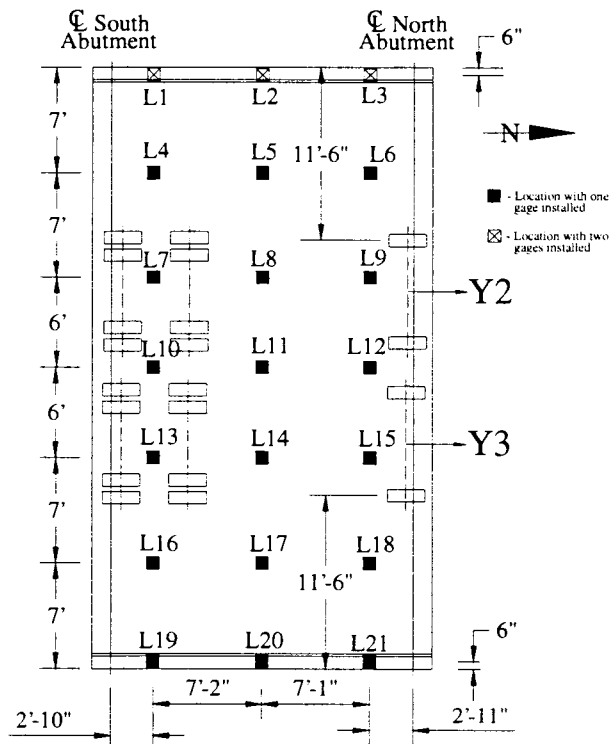 ℄ South
Abutment
℄ North
Abutment
6"
L1 L2 L3
7'
L4 L5 L6
11'-6"
N
- Location with one
gage installed
- Location with two
gages installed
7'
L7 L8 L9
Y2
6'
L10 L11 L12
6'
L13 L14 L15
Y3
7'
L16 L17 L18
11'-6"
7'
L19 L20 L21
6"
7'-2" 7'-1"
2'-10" 2'-11"